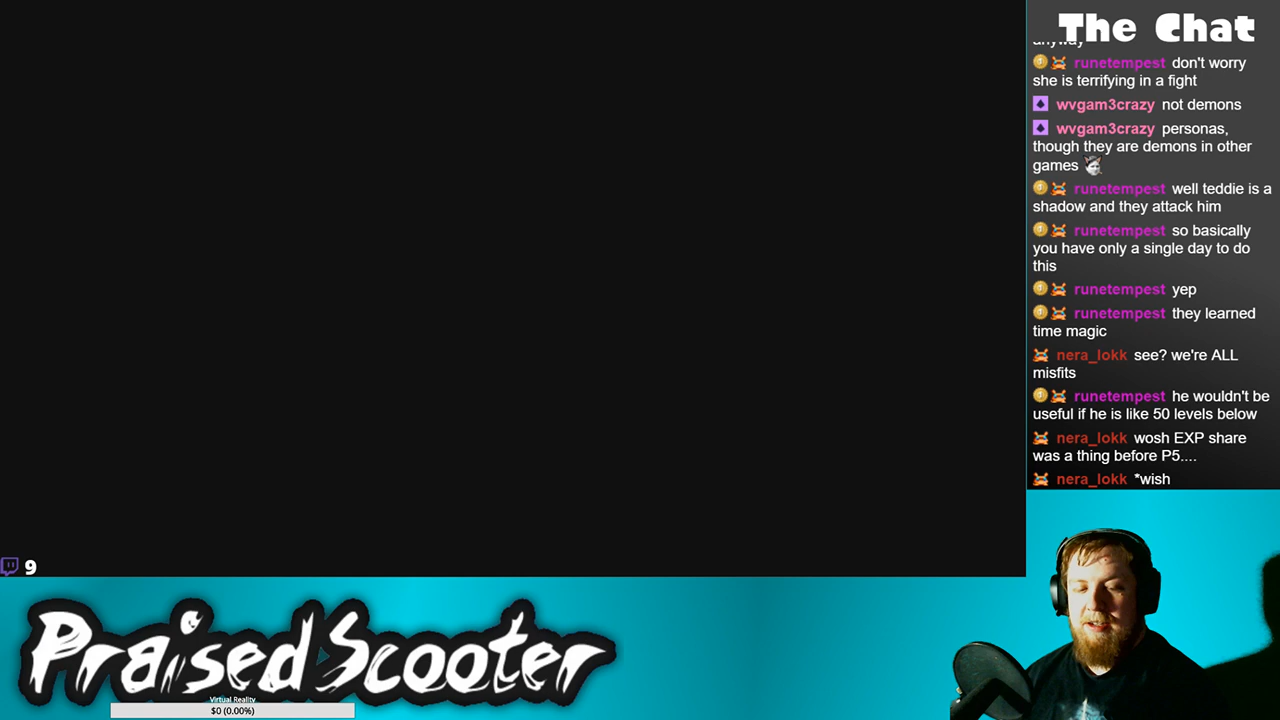 The Chat
anyway
runetempest don't worry
she is terrifying in a fight
wvgam3crazy not demons
wvgam3crazy personas,
though they are demons in other
games
runetempest well teddie is a
shadow and they attack him
runetempest so basically
you have only a single day to do
this
runetempest yep
runetempest they learned
time magic
nera_lokk see? we're ALL
misfits
runetempest he wouldn't be
useful if he is like 50 levels below
nera_lokk wosh EXP share
was a thing before P5....
nera_lokk *wish
9
PraisedScooter
Virtual Reality
$0 (0.00%)